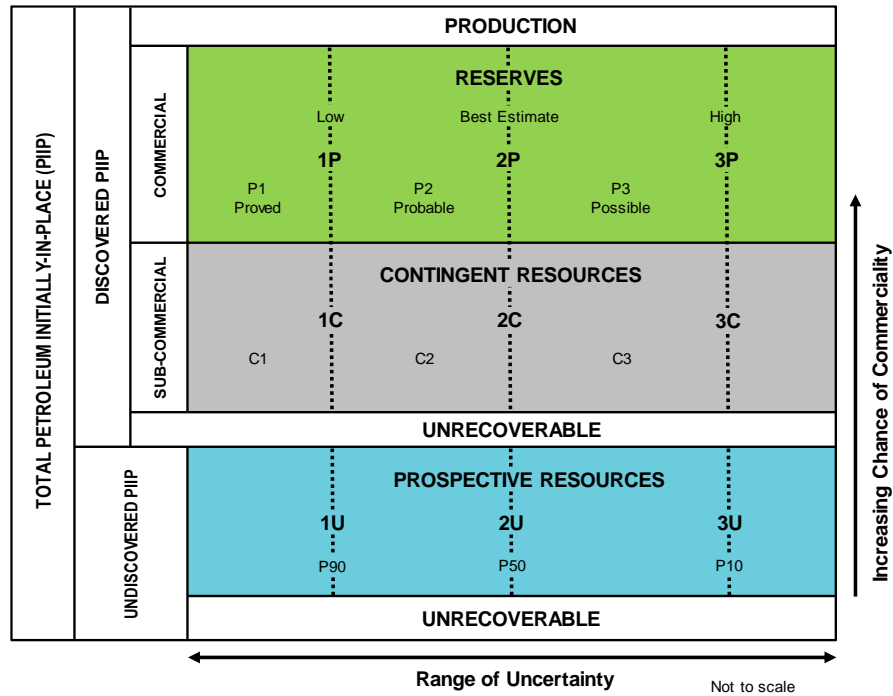 TOTAL PETROLEUM INITIALLY-IN-PLACE (PIIP)
DISCOVERED PIIP
UNDISCOVERED PIIP
COMMERCIAL
SUB-COMMERCIAL
PRODUCTION
RESERVES
Low Best Estimate High
1P 2P 3P
P1 P2 P3
Proved Probable Possible
CONTINGENT RESOURCES
1C 2C 3C
C1 C2 C3
UNRECOVERABLE
PROSPECTIVE RESOURCES
1U 2U 3U
P90 P50 P10
UNRECOVERABLE
Increasing Chance of Commerciality
Range of Uncertainty
Not to scale